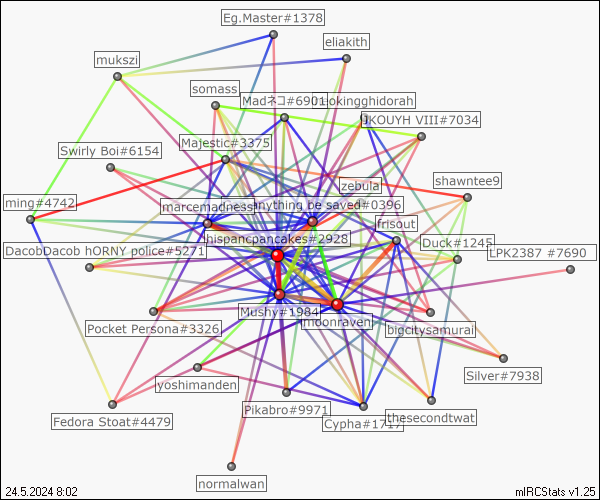 Eg.Master#1378
eliakith
mukszi
somass
Madネコ#6901
okingghidorah
KOUYH VIII#7034
Majestic#3375
Swirly Boi#6154
zebula
shawntee9
ming#4742
marcemadness
anything be saved#0396
frisout
hispancpancakes#2928
Duck#1245
DacobDacob hORNY police#5271
LPK2387 #7690
Mushy#1984
moonraven
Pocket Persona#3326
bigcitysamurai
yoshimanden
Silver#7938
Pikabro#9971
Fedora Stoat#4479
Cypha#1717
thesecondtwat
normalwan
24.5.2024 8:02
mIRCStats v1.25